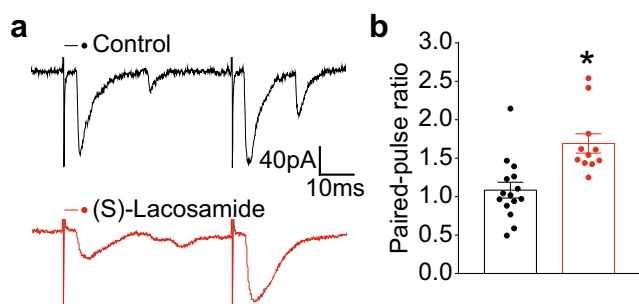 a
Control
40pA
10ms
(S)-Lacosamide
b
*
Paired-pulse ratio
3.0
2.5
2.0
1.5
1.0
0.5
0.0